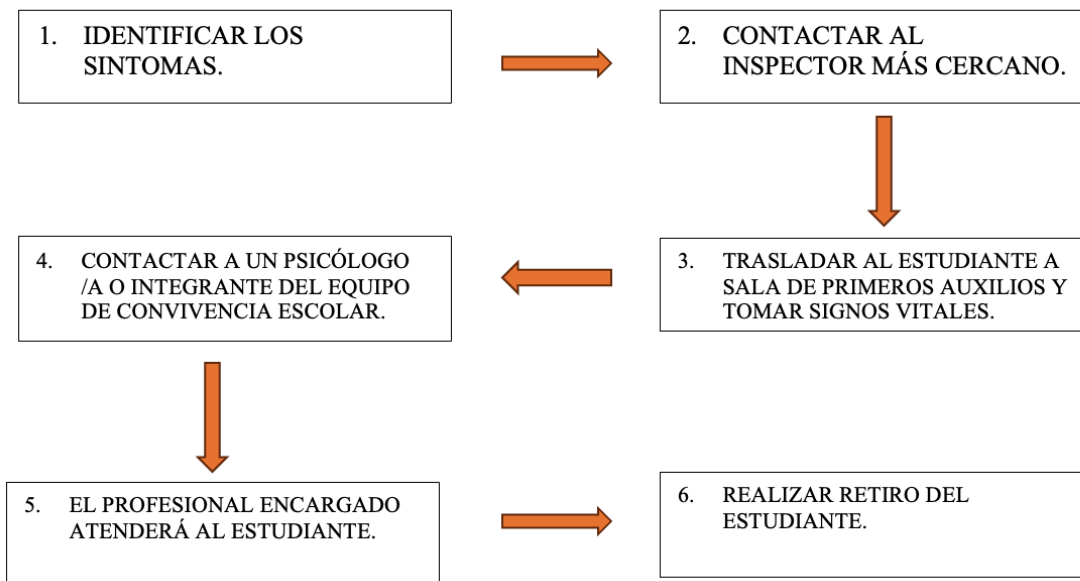 1. IDENTIFICAR LOS
SINTOMAS.
2. CONTACTAR AL
INSPECTOR MÁS CERCANO.
3. TRASLADAR AL ESTUDIANTE A
SALA DE PRIMEROS AUXILIOS Y
TOMAR SIGNOS VITALES.
4. CONTACTAR A UN PSICÓLOGO
/A O INTEGRANTE DEL EQUIPO
DE CONVIVENCIA ESCOLAR.
5. EL PROFESIONAL ENCARGADO
ATENDERÁ AL ESTUDIANTE.
6. REALIZAR RETIRO DEL
ESTUDIANTE.